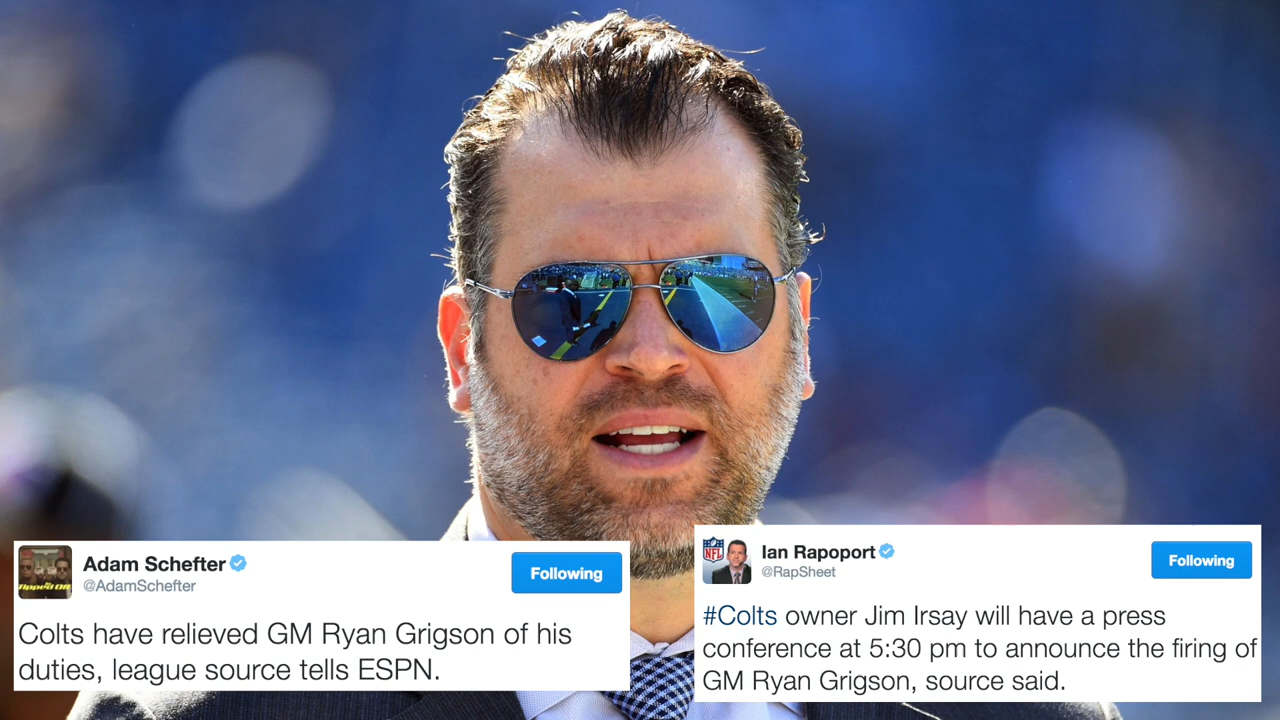 Adam Schefter
@AdamSchefter
Following
Colts have relieved GM Ryan Grigson of his
duties, league source tells ESPN.
NFL
Ian Rapoport
@RapSheet
Following
#Colts owner Jim Irsay will have a press
conference at 5:30 pm to announce the firing of
GM Ryan Grigson, source said.